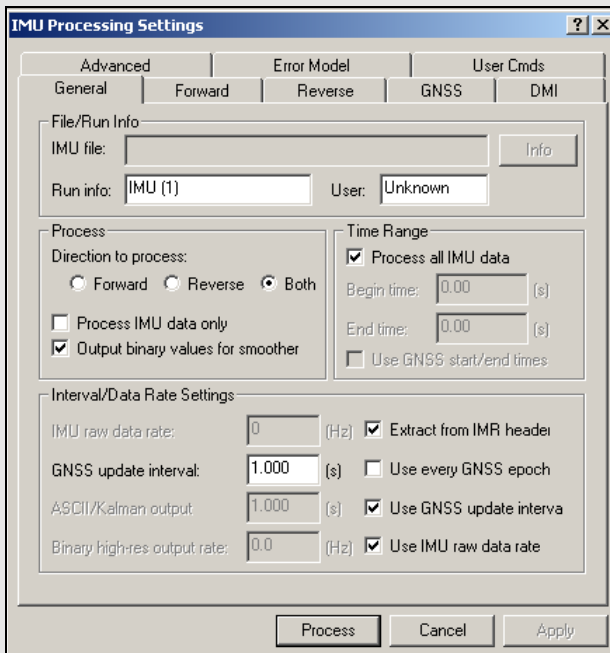 IMU Processing Settings
Advanced Error Model User Cmds
General Forward Reverse GNSS DMI
File/Run Info
IMU file: Info
Run info: IMU (1) User: Unknown
Process
Direction to process:
Forward Reverse Both
Process IMU data only
Output binary values for smoother
Time Range
Process all IMU data
Begin time: 0.00 (s)
End time: 0.00 (s)
Use GNSS start/end times
Interval/Data Rate Settings
IMU raw data rate: 0 (Hz) Extract from IMR header
GNSS update interval: 1.000 (s) Use every GNSS epoch
ASCII/Kalman output 1.000 (s) Use GNSS update interva
Binary high-res output rate: 0.0 (Hz) Use IMU raw data rate
Process Cancel Apply